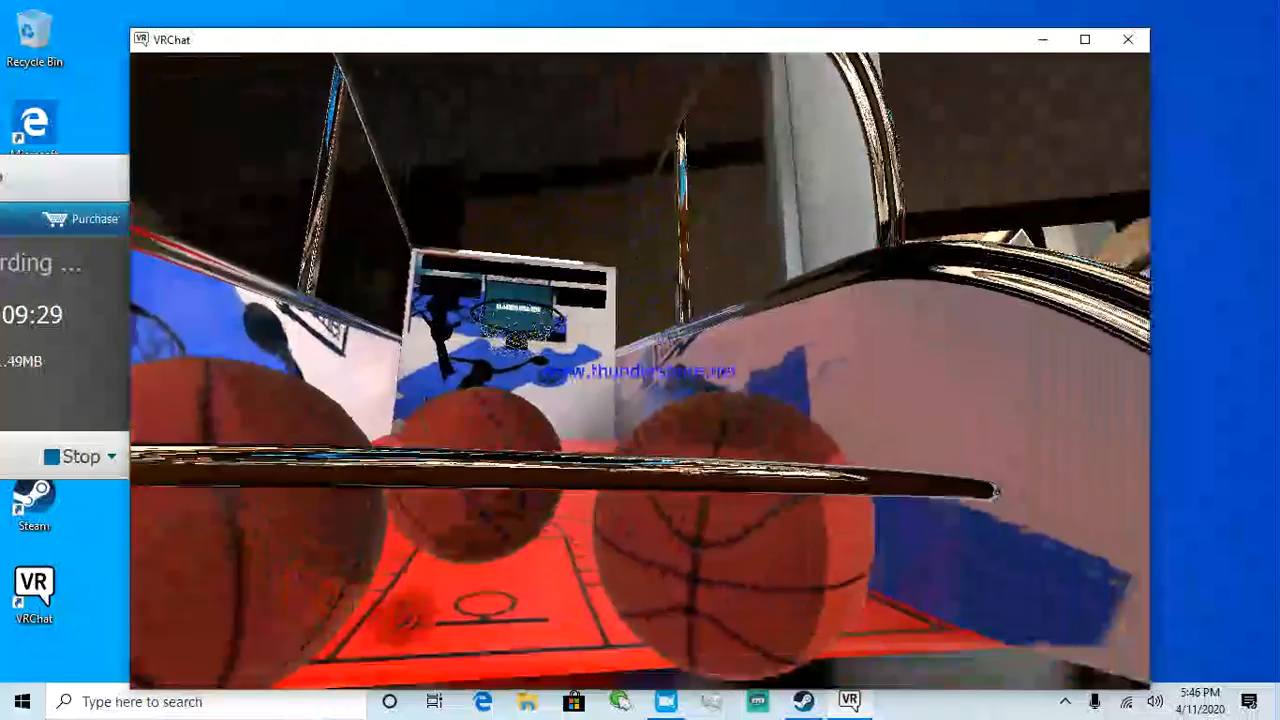 Recycle Bin
VRChat
Purchase
rding ...
09:29
.49MB
Stop
Steam
VR
VRChat
Type here to search
VR
5:46 PM
4/11/2020